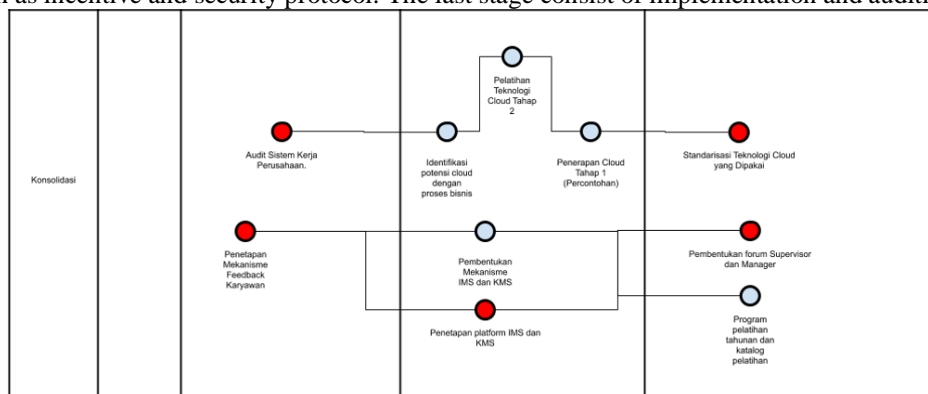 n as incentive and security protocol. The last stage consist of implementation and auditi
Pelatihan
Teknologi
Cloud Tahap
2
Audit Sistem Kerja
Perusahaan.
Identifikasi
potensi cloud
dengan
proses bisnis
Penerapan Cloud
Tahap 1
(Percontohan)
Standarisasi Teknologi Cloud
yang Dipakai
Konsolidasi
Penetapan
Mekanisme
Feedback
Karyawan
Pembentukan
Mekanisme
IMS dan KMS
Pembentukan forum Supervisor
dan Manager
Penetapan platform IMS dan
KMS
Program
pelatihan
tahunan dan
katalog
pelatihan